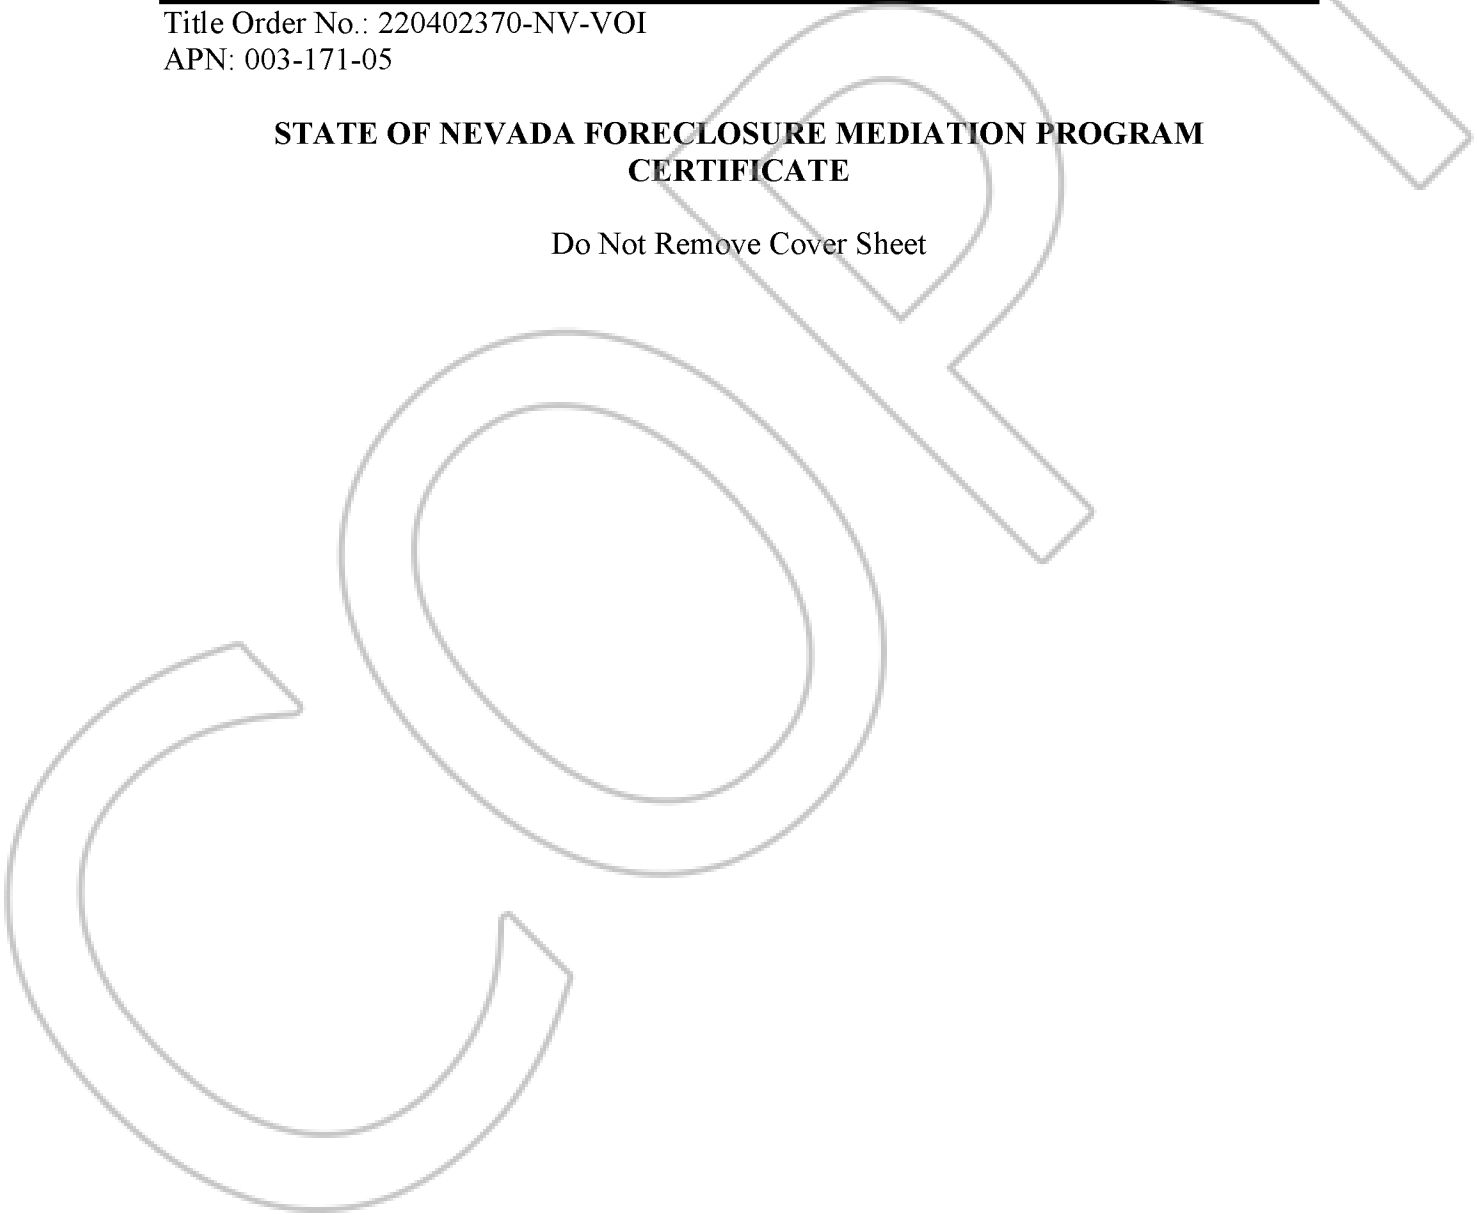 Title Order No.: 220402370-NV-VOI
APN: 003-171-05
STATE OF NEVADA FORECLOSURE MEDIATION PROGRAM
CERTIFICATE
Do Not Remove Cover Sheet
COPY